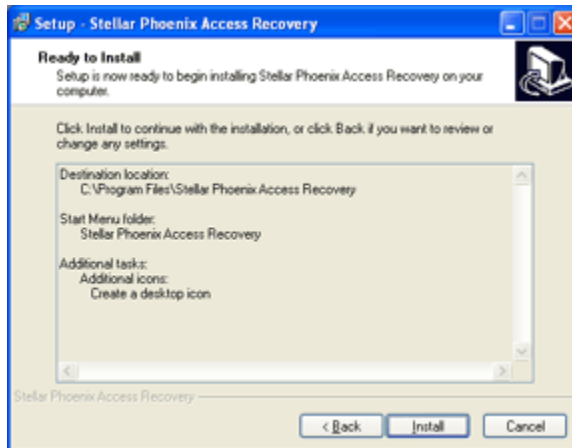 Setup - Stellar Phoenix Access Recovery
Ready to Install
Setup is now ready to begin installing Stellar Phoenix Access Recovery on your
computer.
Click Install to continue with the installation, or click Back if you want to review or
change any settings.
Destination location:
C:\Program Files\Stellar Phoenix Access Recovery
Start Menu folder:
Stellar Phoenix Access Recovery
Additional tasks:
Additional icons:
Create a desktop icon
Stellar Phoenix Access Recovery
< Back Install Cancel